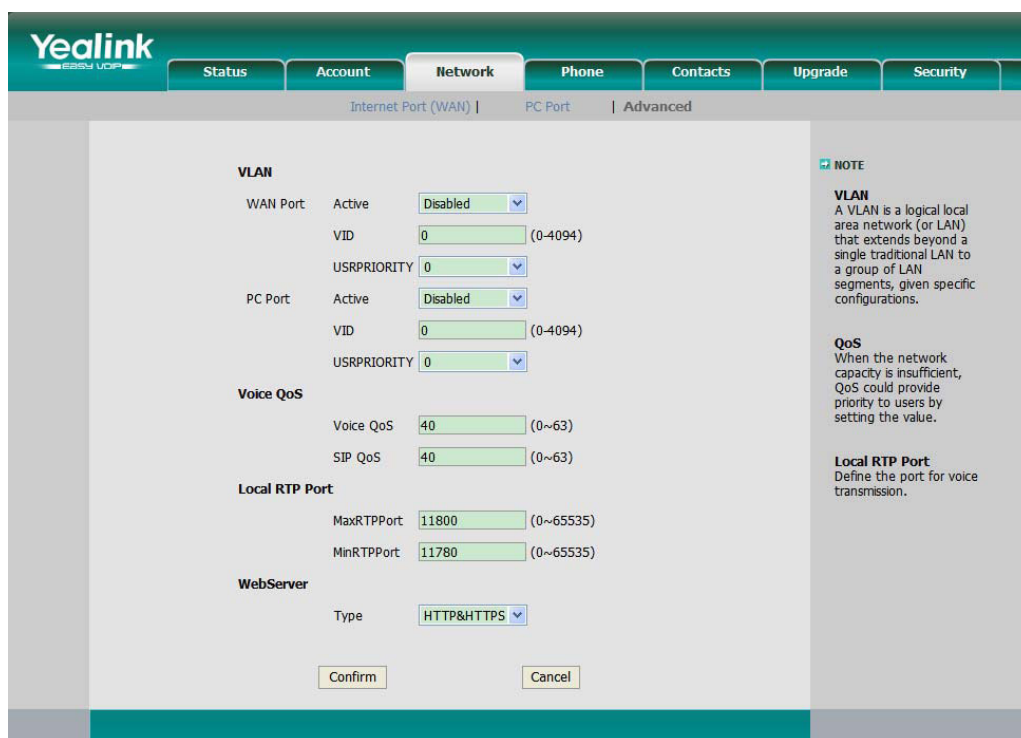 Yealink
EASY VOIP
Status Account Network Phone Contacts Upgrade Security
Internet Port (WAN) | PC Port | Advanced
VLAN
WAN Port Active Disabled
VID 0 (0-4094)
USRPRIORITY 0
PC Port Active Disabled
VID 0 (0-4094)
USRPRIORITY 0
Voice QoS
Voice QoS 40 (0~63)
SIP QoS 40 (0~63)
Local RTP Port
MaxRTPPort 11800 (0~65535)
MinRTPPort 11780 (0~65535)
WebServer
Type HTTP&HTTPS
Confirm Cancel
NOTE
VLAN
A VLAN is a logical local
area network (or LAN)
that extends beyond a
single traditional LAN to
a group of LAN
segments, given specific
configurations.
QoS
When the network
capacity is insufficient,
QoS could provide
priority to users by
setting the value.
Local RTP Port
Define the port for voice
transmission.